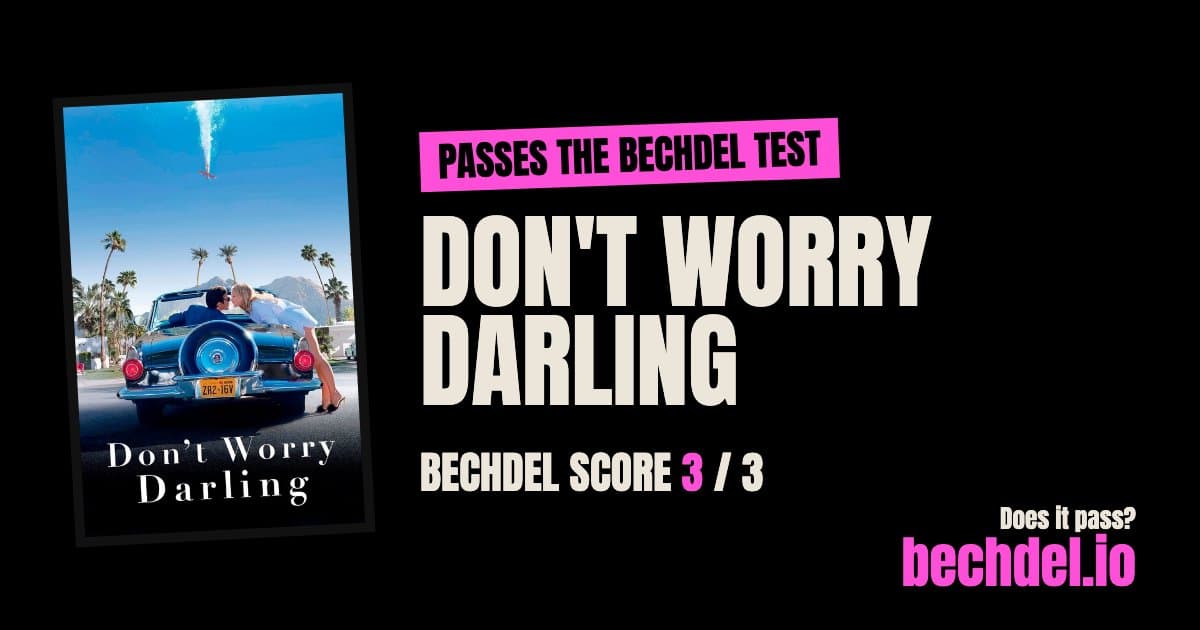 PASSES THE BECHDEL TEST
DON'T WORRY
DARLING
BECHDEL SCORE 3 / 3
Don't Worry
Darling
ZR2-16V
Does it pass?
bechdel.io